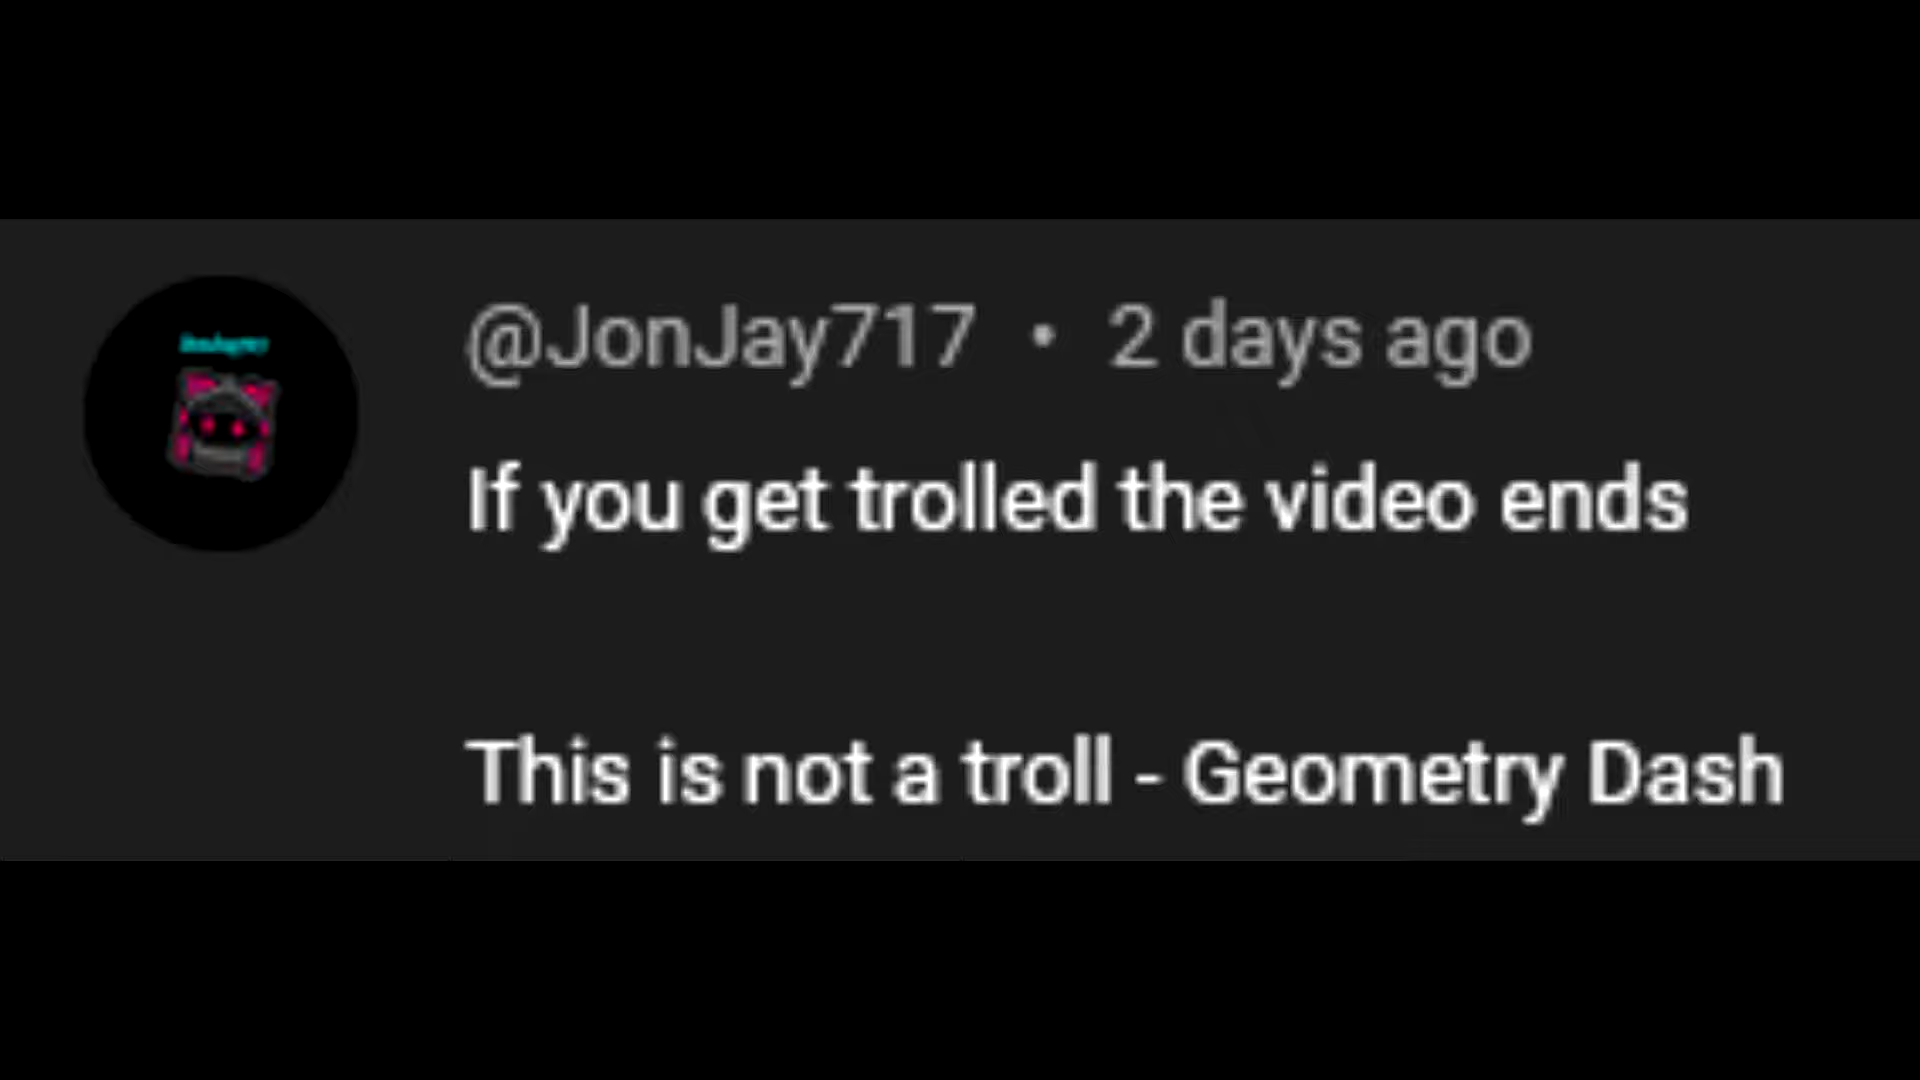 @JonJay717 • 2 days ago
If you get trolled the video ends
This is not a troll - Geometry Dash